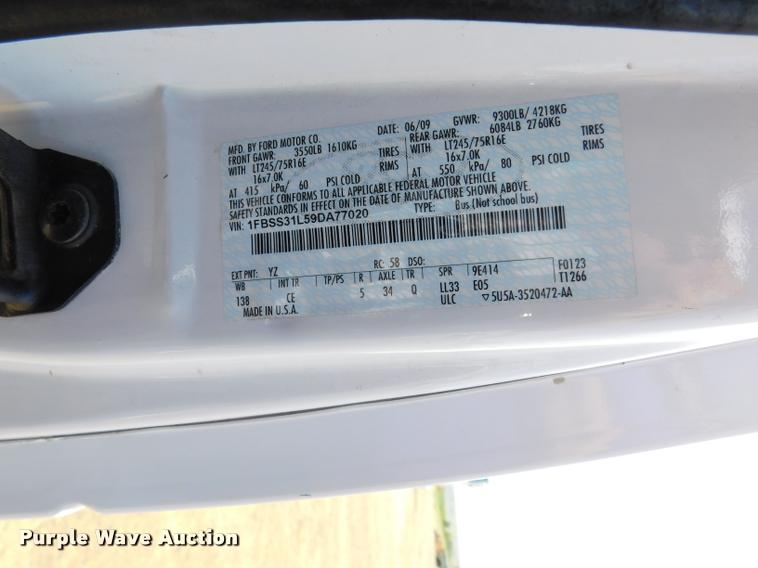 MFD. BY FORD MOTOR CO. DATE: 06/09 GVWR: 9300LB/ 4218KG
FRONT GAWR: 3550LB 1610KG REAR GAWR: 6084LB 2760KG
WITH LT245/75R16E TIRES WITH LT245/75R16E TIRES
16x7.0K RIMS 16x7.0K RIMS
AT 415 kPa/ 60 PSI COLD AT 550 kPa/ 80 PSI COLD
THIS VEHICLE CONFORMS TO ALL APPLICABLE FEDERAL MOTOR VEHICLE
SAFETY STANDARDS IN EFFECT ON THE DATE OF MANUFACTURE SHOWN ABOVE.
VIN: 1FBSS31L59DA77020 TYPE: Bus (Not school bus)
EXT PNT: YZ RC: 58 DSO:
WB INT TR TP/PS R AXLE TR SPR 9E414 F0123
138 CE 5 34 Q LL33 E05 T1266
MADE IN U.S.A. ULC ▽5U5A-3520472-AA
Purple Wave Auction